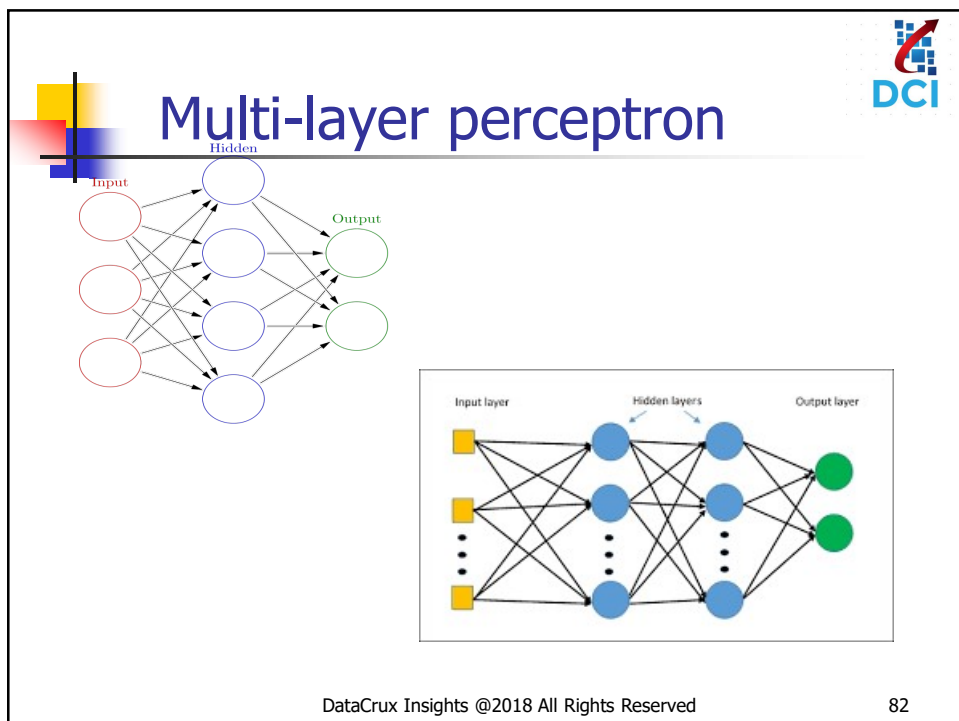 DCI
Multi-layer perceptron
Hidden
Input
Output
Input layer
Hidden layers
Output layer
DataCrux Insights @2018 All Rights Reserved
82